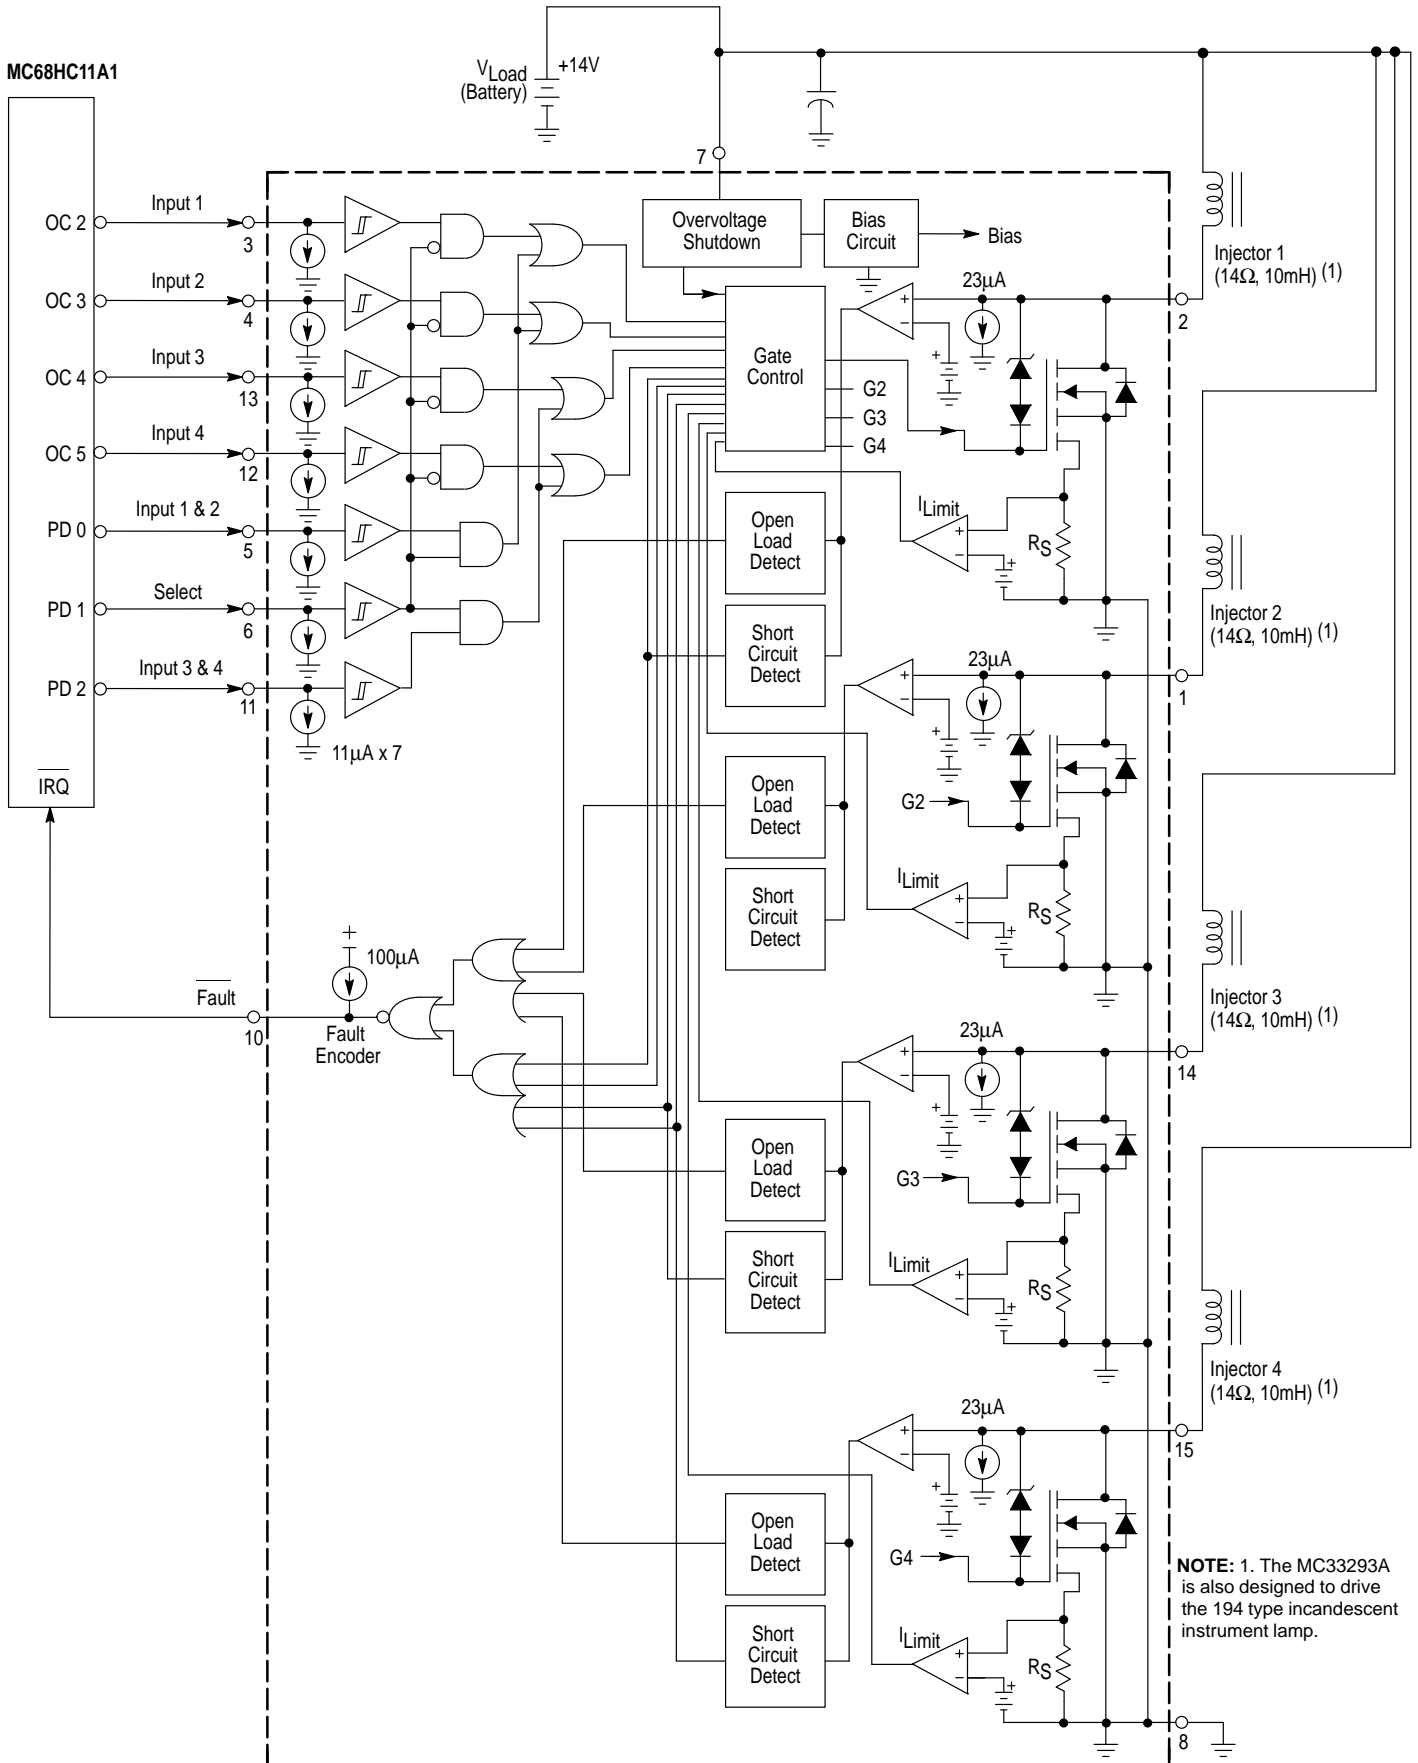 MC68HC11A1
VLoad
(Battery)
+14V
7
OC 2
Input 1
3
OC 3
Input 2
4
OC 4
Input 3
13
OC 5
Input 4
12
PD 0
Input 1 & 2
5
PD 1
Select
6
PD 2
Input 3 & 4
11
11µA x 7
IRQ
Overvoltage
Shutdown
Bias
Circuit
Bias
Gate
Control
G2
G3
G4
23µA
+
−
+
2
Injector 1
(14Ω, 10mH) (1)
Open
Load
Detect
Short
Circuit
Detect
ILimit
+
−
+
RS
23µA
+
−
+
1
Injector 2
(14Ω, 10mH) (1)
Open
Load
Detect
G2
Short
Circuit
Detect
ILimit
+
−
+
RS
+
100µA
Fault
10
Fault
Encoder
23µA
+
−
+
14
Injector 3
(14Ω, 10mH) (1)
Open
Load
Detect
G3
Short
Circuit
Detect
ILimit
+
−
+
RS
Injector 4
(14Ω, 10mH) (1)
23µA
+
−
+
15
Open
Load
Detect
G4
Short
Circuit
Detect
ILimit
+
−
+
RS
8
NOTE: 1. The MC33293A
is also designed to drive
the 194 type incandescent
instrument lamp.